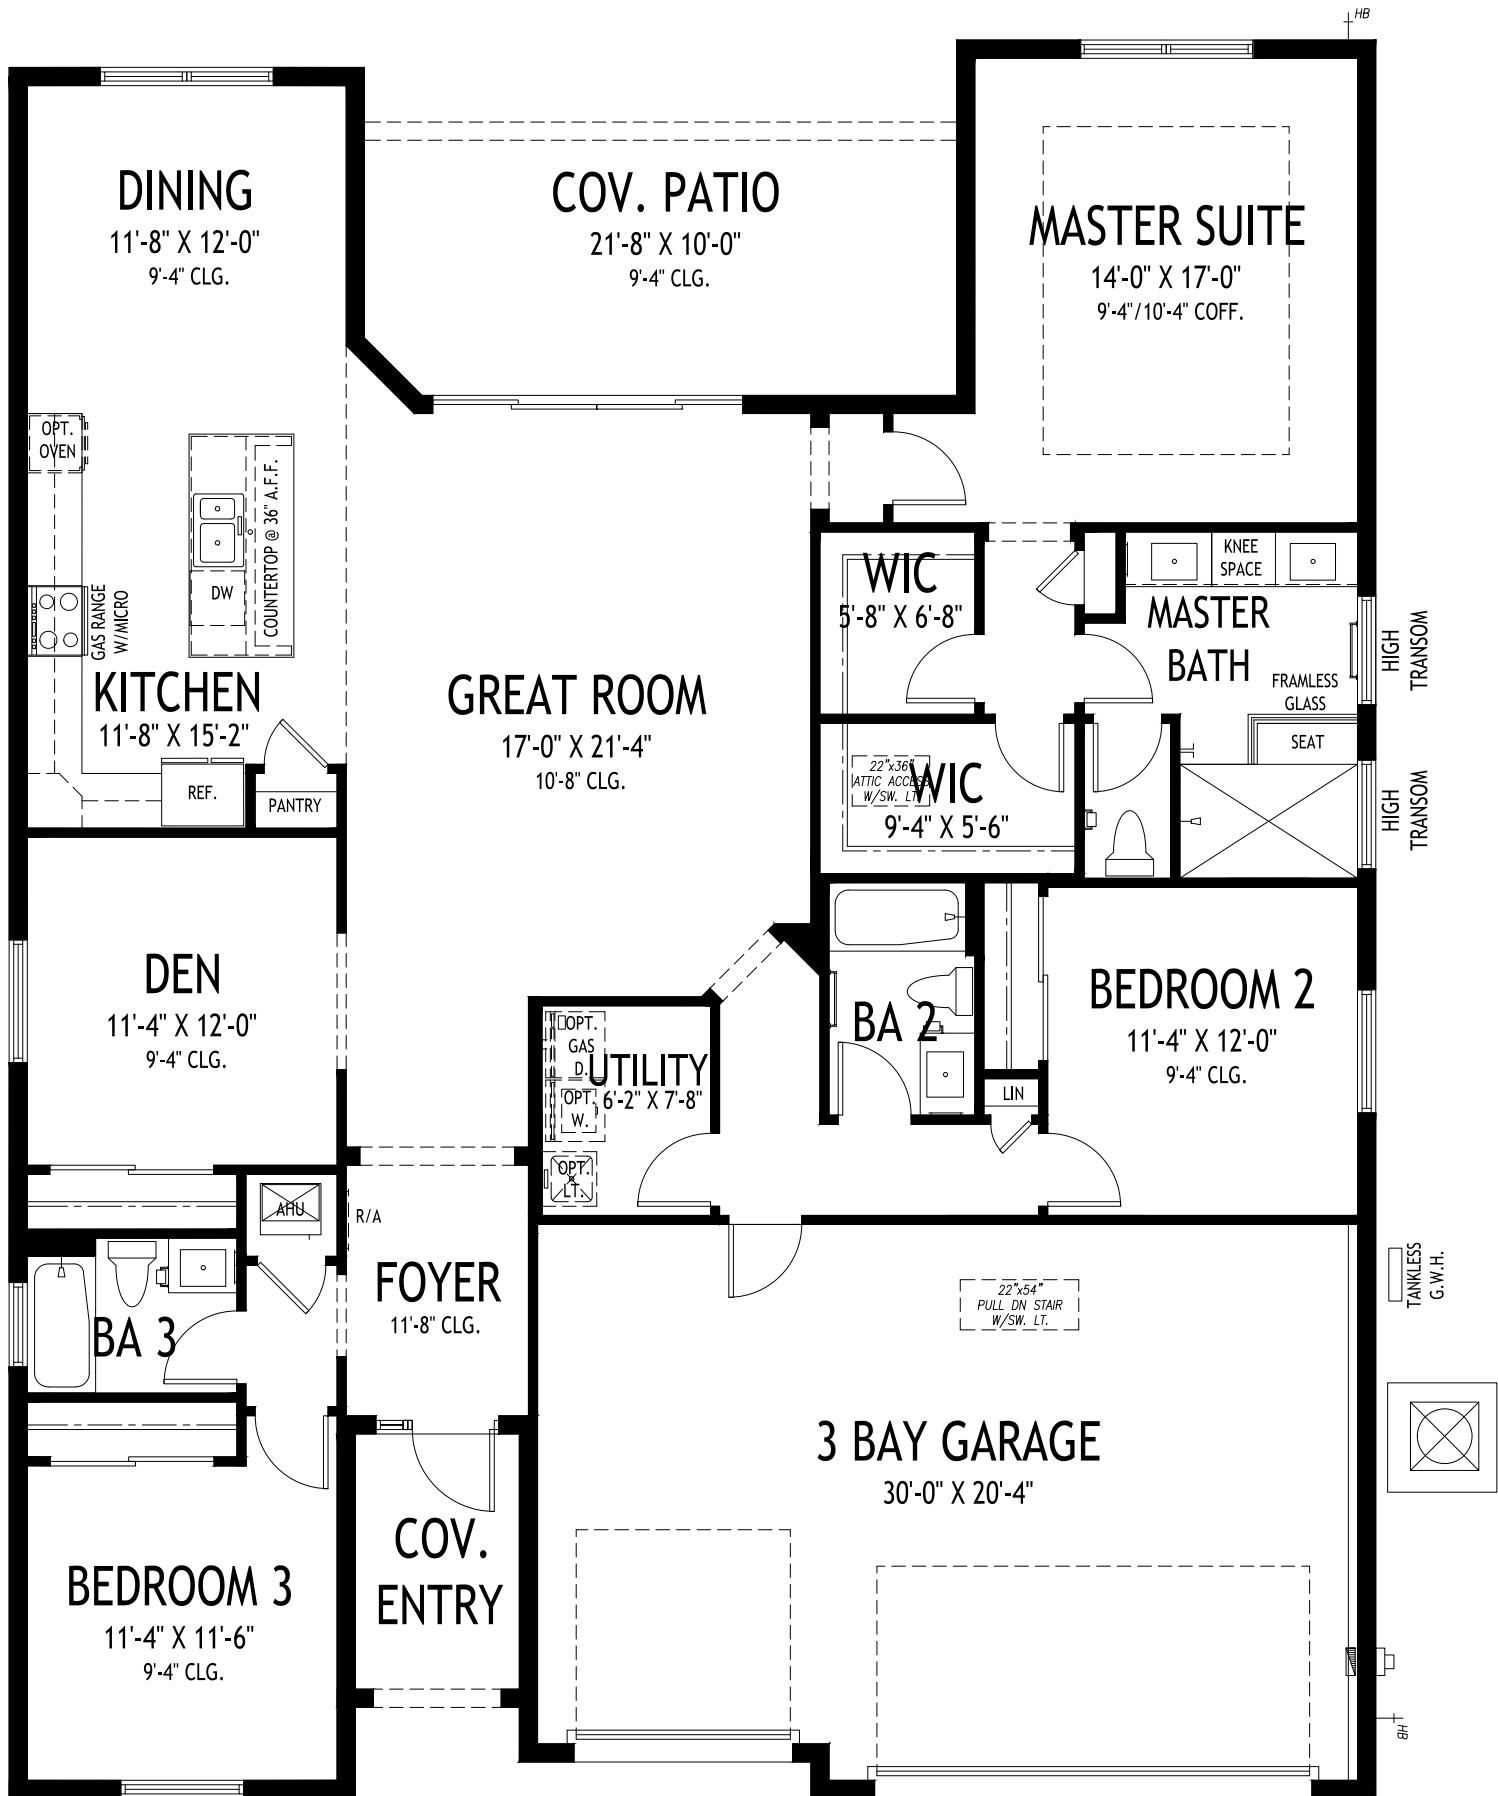 HB
DINING
11'-8" X 12'-0"
9'-4" CLG.
COV. PATIO
21'-8" X 10'-0"
9'-4" CLG.
MASTER SUITE
14'-0" X 17'-0"
9'-4"/10'-4" COFF.
OPT.
OVEN
COUNTERTOP @ 36" A.F.F.
DW
GAS RANGE
W/MICRO
KITCHEN
11'-8" X 15'-2"
REF.
PANTRY
GREAT ROOM
17'-0" X 21'-4"
10'-8" CLG.
WIC
5'-8" X 6'-8"
KNEE
SPACE
MASTER
BATH
HIGH
TRANSOM
FRAMLESS
GLASS
SEAT
22"x36"
ATTIC ACCESS
W/SW. LT.
WIC
9'-4" X 5'-6"
HIGH
TRANSOM
DEN
11'-4" X 12'-0"
9'-4" CLG.
OPT.
GAS
D.
UTILITY
6'-2" X 7'-8"
OPT.
W.
OPT.
LT.
BA 2
LIN
BEDROOM 2
11'-4" X 12'-0"
9'-4" CLG.
AHU
R/A
FOYER
11'-8" CLG.
BA 3
22"x54"
PULL DN STAIR
W/SW. LT.
TANKLESS
G.W.H.
3 BAY GARAGE
30'-0" X 20'-4"
COV.
ENTRY
BEDROOM 3
11'-4" X 11'-6"
9'-4" CLG.
HB